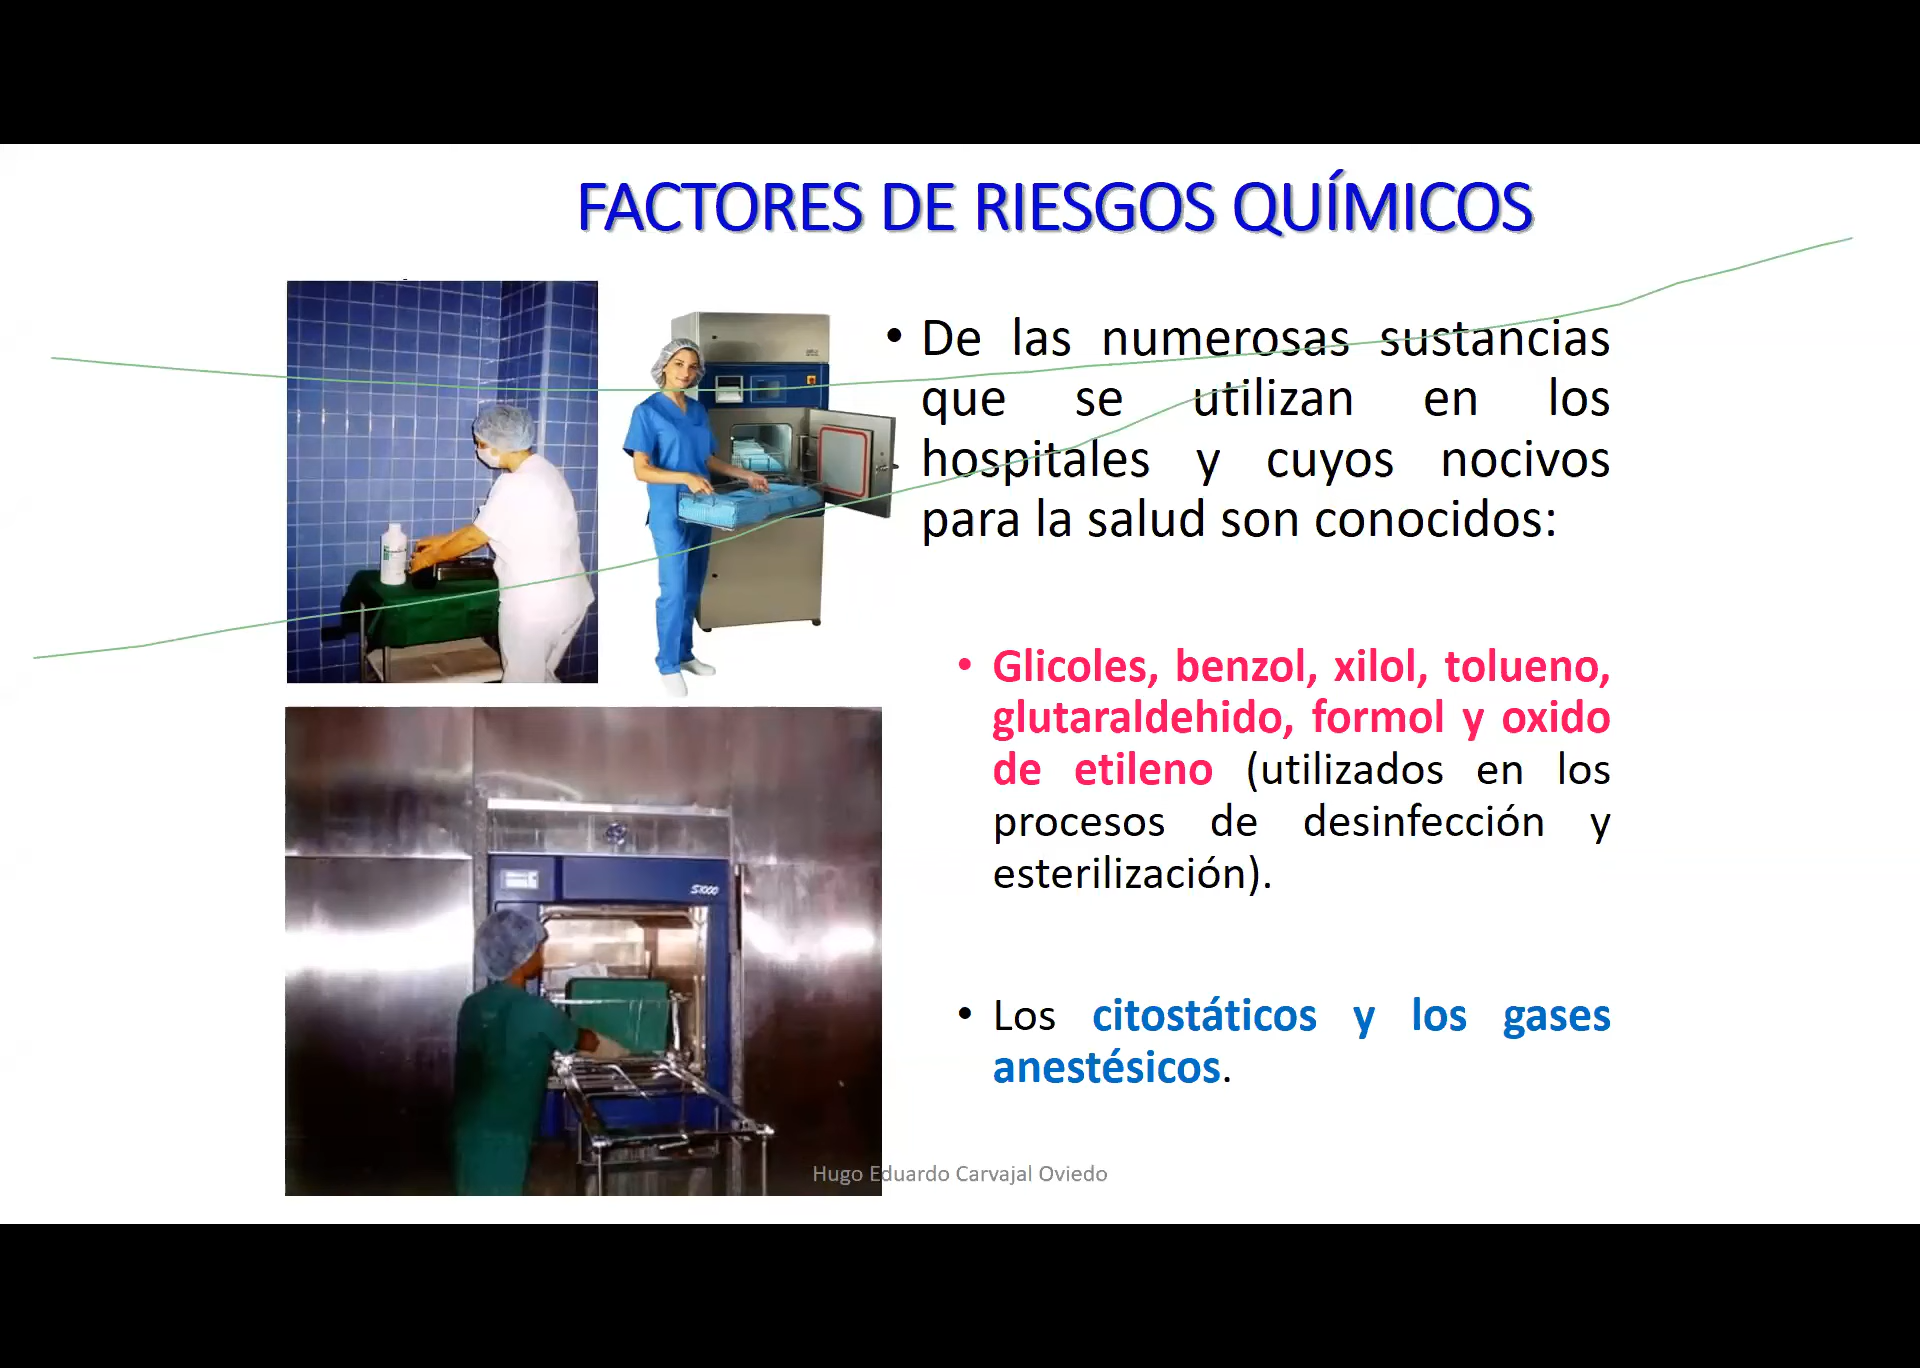 FACTORES DE RIESGOS QUÍMICOS
• De las numerosas sustancias
que se utilizan en los
hospitales y cuyos nocivos
para la salud son conocidos:
• Glicoles, benzol, xilol, tolueno,
glutaraldehido, formol y oxido
de etileno (utilizados en los
procesos de desinfección y
esterilización).
• Los citostáticos y los gases
anestésicos.
S1000
Hugo Eduardo Carvajal Oviedo